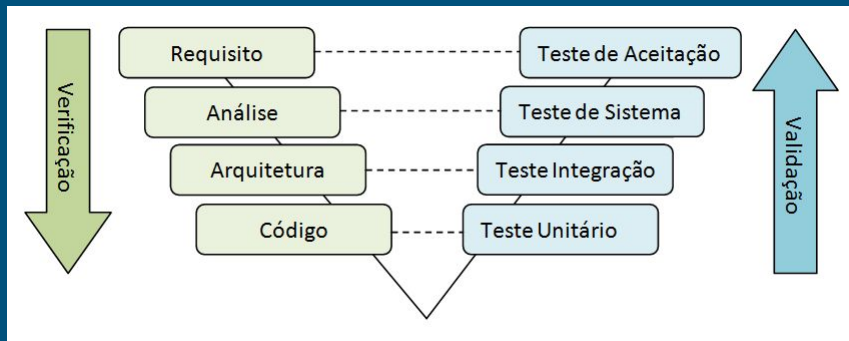 Verificação
Requisito
Teste de Aceitação
Análise
Teste de Sistema
Arquitetura
Teste Integração
Código
Teste Unitário
Validação